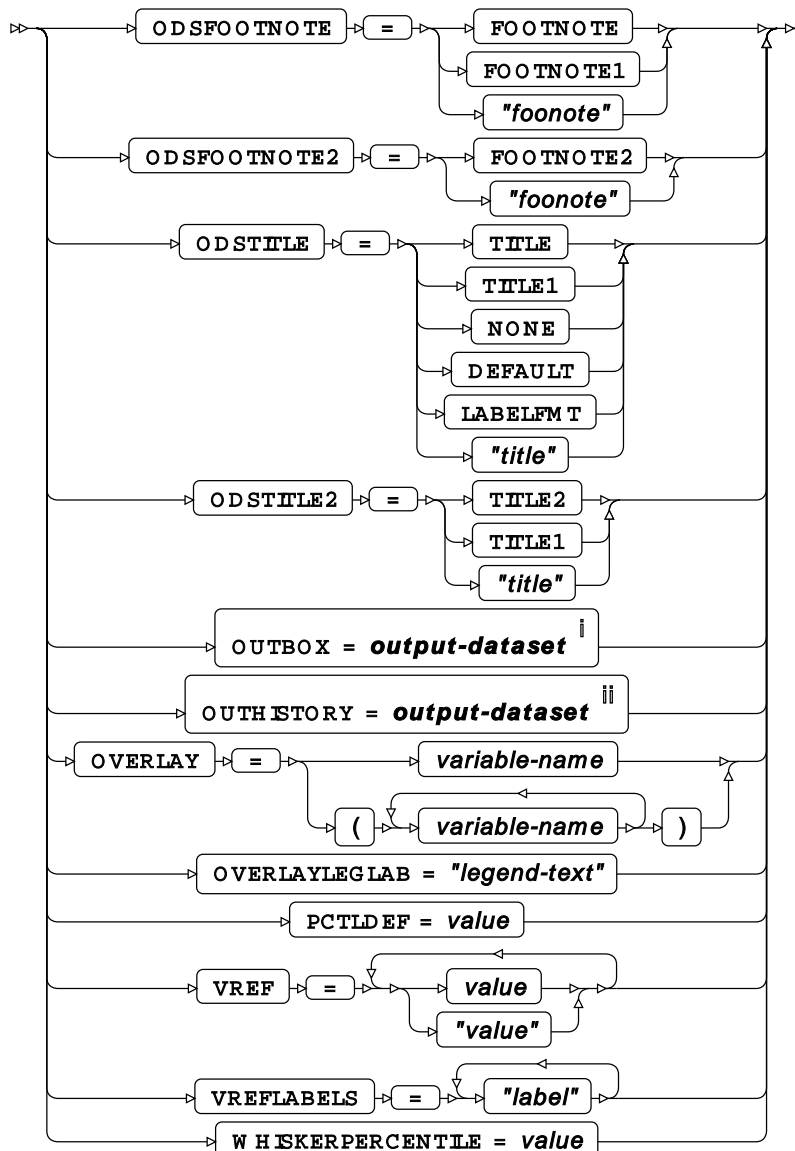 ODSFOOTNOTE = FOOTNOTE
FOOTNOTE1
"foonote"
ODSFOOTNOTE2 = FOOTNOTE2
"foonote"
ODSTITLE = TITLE
TITLE1
NONE
DEFAULT
LABELFMT
"title"
ODSTITLE2 = TITLE2
TITLE1
"title"
OUTBOX = output-dataset i
OUTHISTORY = output-dataset ii
OVERLAY = variable-name
( variable-name )
OVERLAYLEGLAB = "legend-text"
PCTLDEF = value
VREF = value
"value"
VREFLABELS = "label"
WHISKERPERCENTILE = value